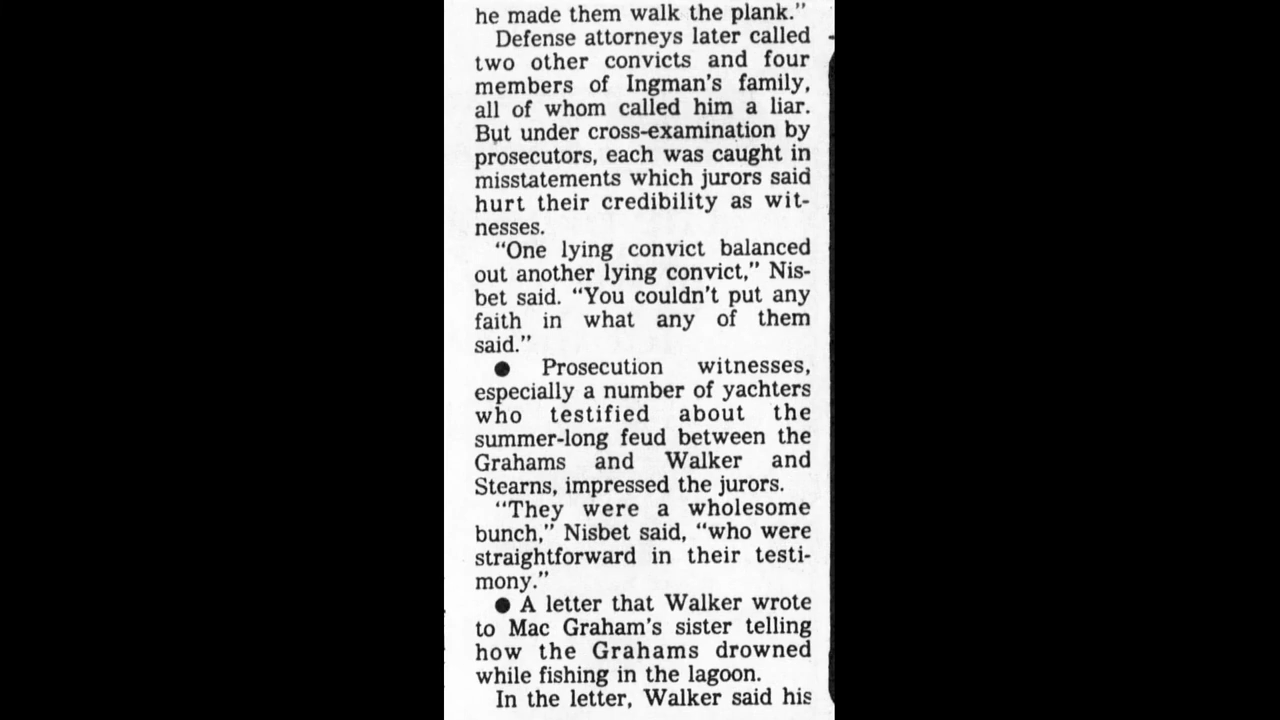 he made them walk the plank."
Defense attorneys later called
two other convicts and four
members of Ingman's family,
all of whom called him a liar.
But under cross-examination by
prosecutors, each was caught in
misstatements which jurors said
hurt their credibility as wit-
nesses.
"One lying convict balanced
out another lying convict," Nis-
bet said. "You couldn't put any
faith in what any of them
said."
● Prosecution witnesses,
especially a number of yachters
who testified about the
summer-long feud between the
Grahams and Walker and
Stearns, impressed the jurors.
"They were a wholesome
bunch," Nisbet said, "who were
straightforward in their testi-
mony."
● A letter that Walker wrote
to Mac Graham's sister telling
how the Grahams drowned
while fishing in the lagoon.
In the letter, Walker said his